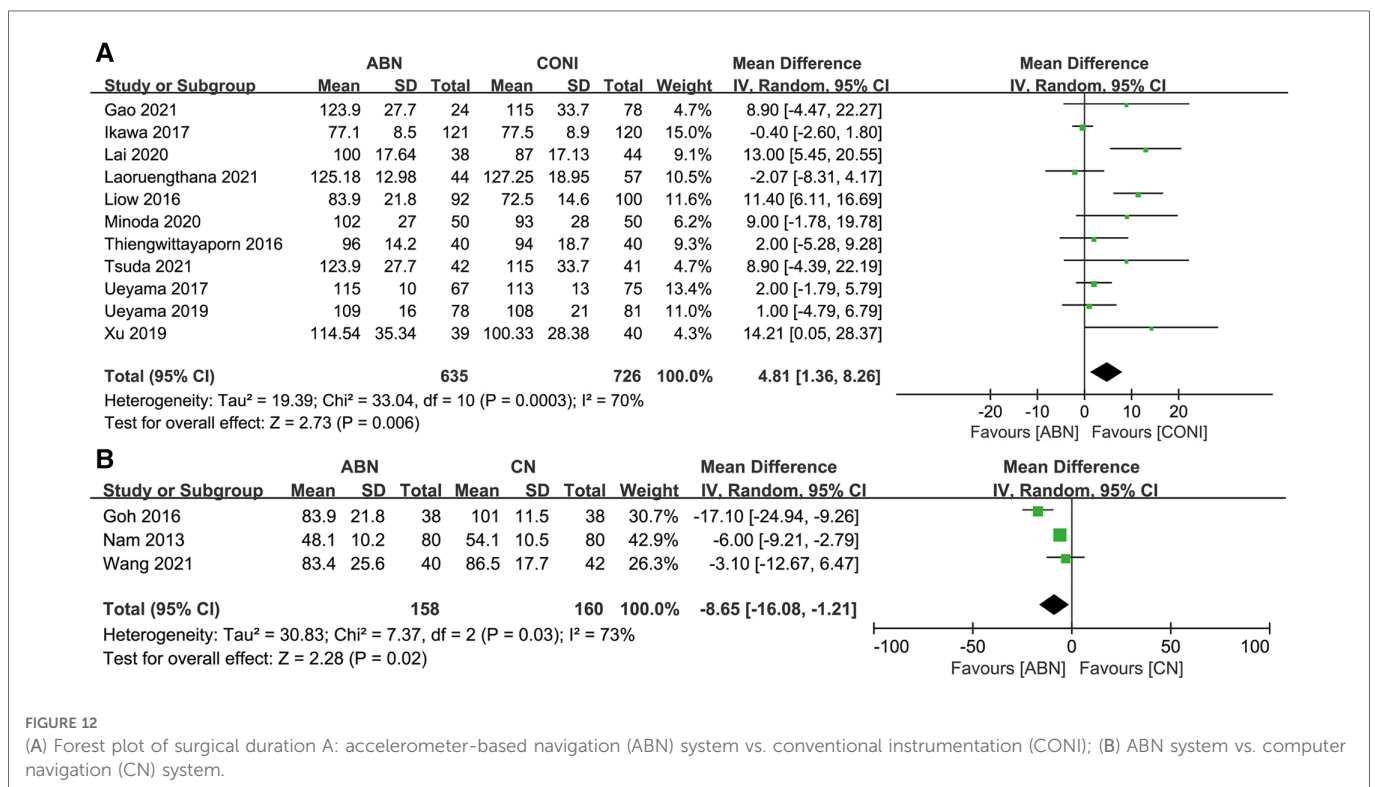 A
ABN CONI Mean Difference Mean Difference
Study or Subgroup Mean SD Total Mean SD Total Weight IV, Random, 95% CI IV, Random, 95% CI
Gao 2021 123.9 27.7 24 115 33.7 78 4.7% 8.90 [-4.47, 22.27]
Ikawa 2017 77.1 8.5 121 77.5 8.9 120 15.0% -0.40 [-2.60, 1.80]
Lai 2020 100 17.64 38 87 17.13 44 9.1% 13.00 [5.45, 20.55]
Laoruengthana 2021 125.18 12.98 44 127.25 18.95 57 10.5% -2.07 [-8.31, 4.17]
Liow 2016 83.9 21.8 92 72.5 14.6 100 11.6% 11.40 [6.11, 16.69]
Minoda 2020 102 27 50 93 28 50 6.2% 9.00 [-1.78, 19.78]
Thiengwittayaporn 2016 96 14.2 40 94 18.7 40 9.3% 2.00 [-5.28, 9.28]
Tsuda 2021 123.9 27.7 42 115 33.7 41 4.7% 8.90 [-4.39, 22.19]
Ueyama 2017 115 10 67 113 13 75 13.4% 2.00 [-1.79, 5.79]
Ueyama 2019 109 16 78 108 21 81 11.0% 1.00 [-4.79, 6.79]
Xu 2019 114.54 35.34 39 100.33 28.38 40 4.3% 14.21 [0.05, 28.37]
Total (95% CI) 635 726 100.0% 4.81 [1.36, 8.26]
Heterogeneity: Tau² = 19.39; Chi² = 33.04, df = 10 (P = 0.0003); I² = 70%
Test for overall effect: Z = 2.73 (P = 0.006)
-20 -10 0 10 20
Favours [ABN] Favours [CONI]
B
ABN CN Mean Difference Mean Difference
Study or Subgroup Mean SD Total Mean SD Total Weight IV, Random, 95% CI IV, Random, 95% CI
Goh 2016 83.9 21.8 38 101 11.5 38 30.7% -17.10 [-24.94, -9.26]
Nam 2013 48.1 10.2 80 54.1 10.5 80 42.9% -6.00 [-9.21, -2.79]
Wang 2021 83.4 25.6 40 86.5 17.7 42 26.3% -3.10 [-12.67, 6.47]
Total (95% CI) 158 160 100.0% -8.65 [-16.08, -1.21]
Heterogeneity: Tau² = 30.83; Chi² = 7.37, df = 2 (P = 0.03); I² = 73%
Test for overall effect: Z = 2.28 (P = 0.02)
-100 -50 0 50 100
Favours [ABN] Favours [CN]
FIGURE 12
(A) Forest plot of surgical duration A: accelerometer-based navigation (ABN) system vs. conventional instrumentation (CONI); (B) ABN system vs. computer
navigation (CN) system.